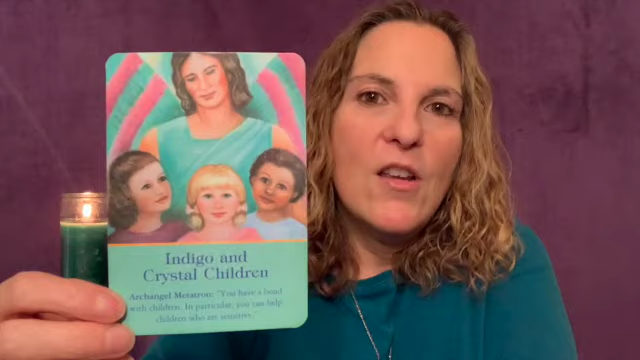 Indigo and
Crystal Children
Archangel Metatron: "You have a bond
with children. In particular, you can help
children who are sensitive."